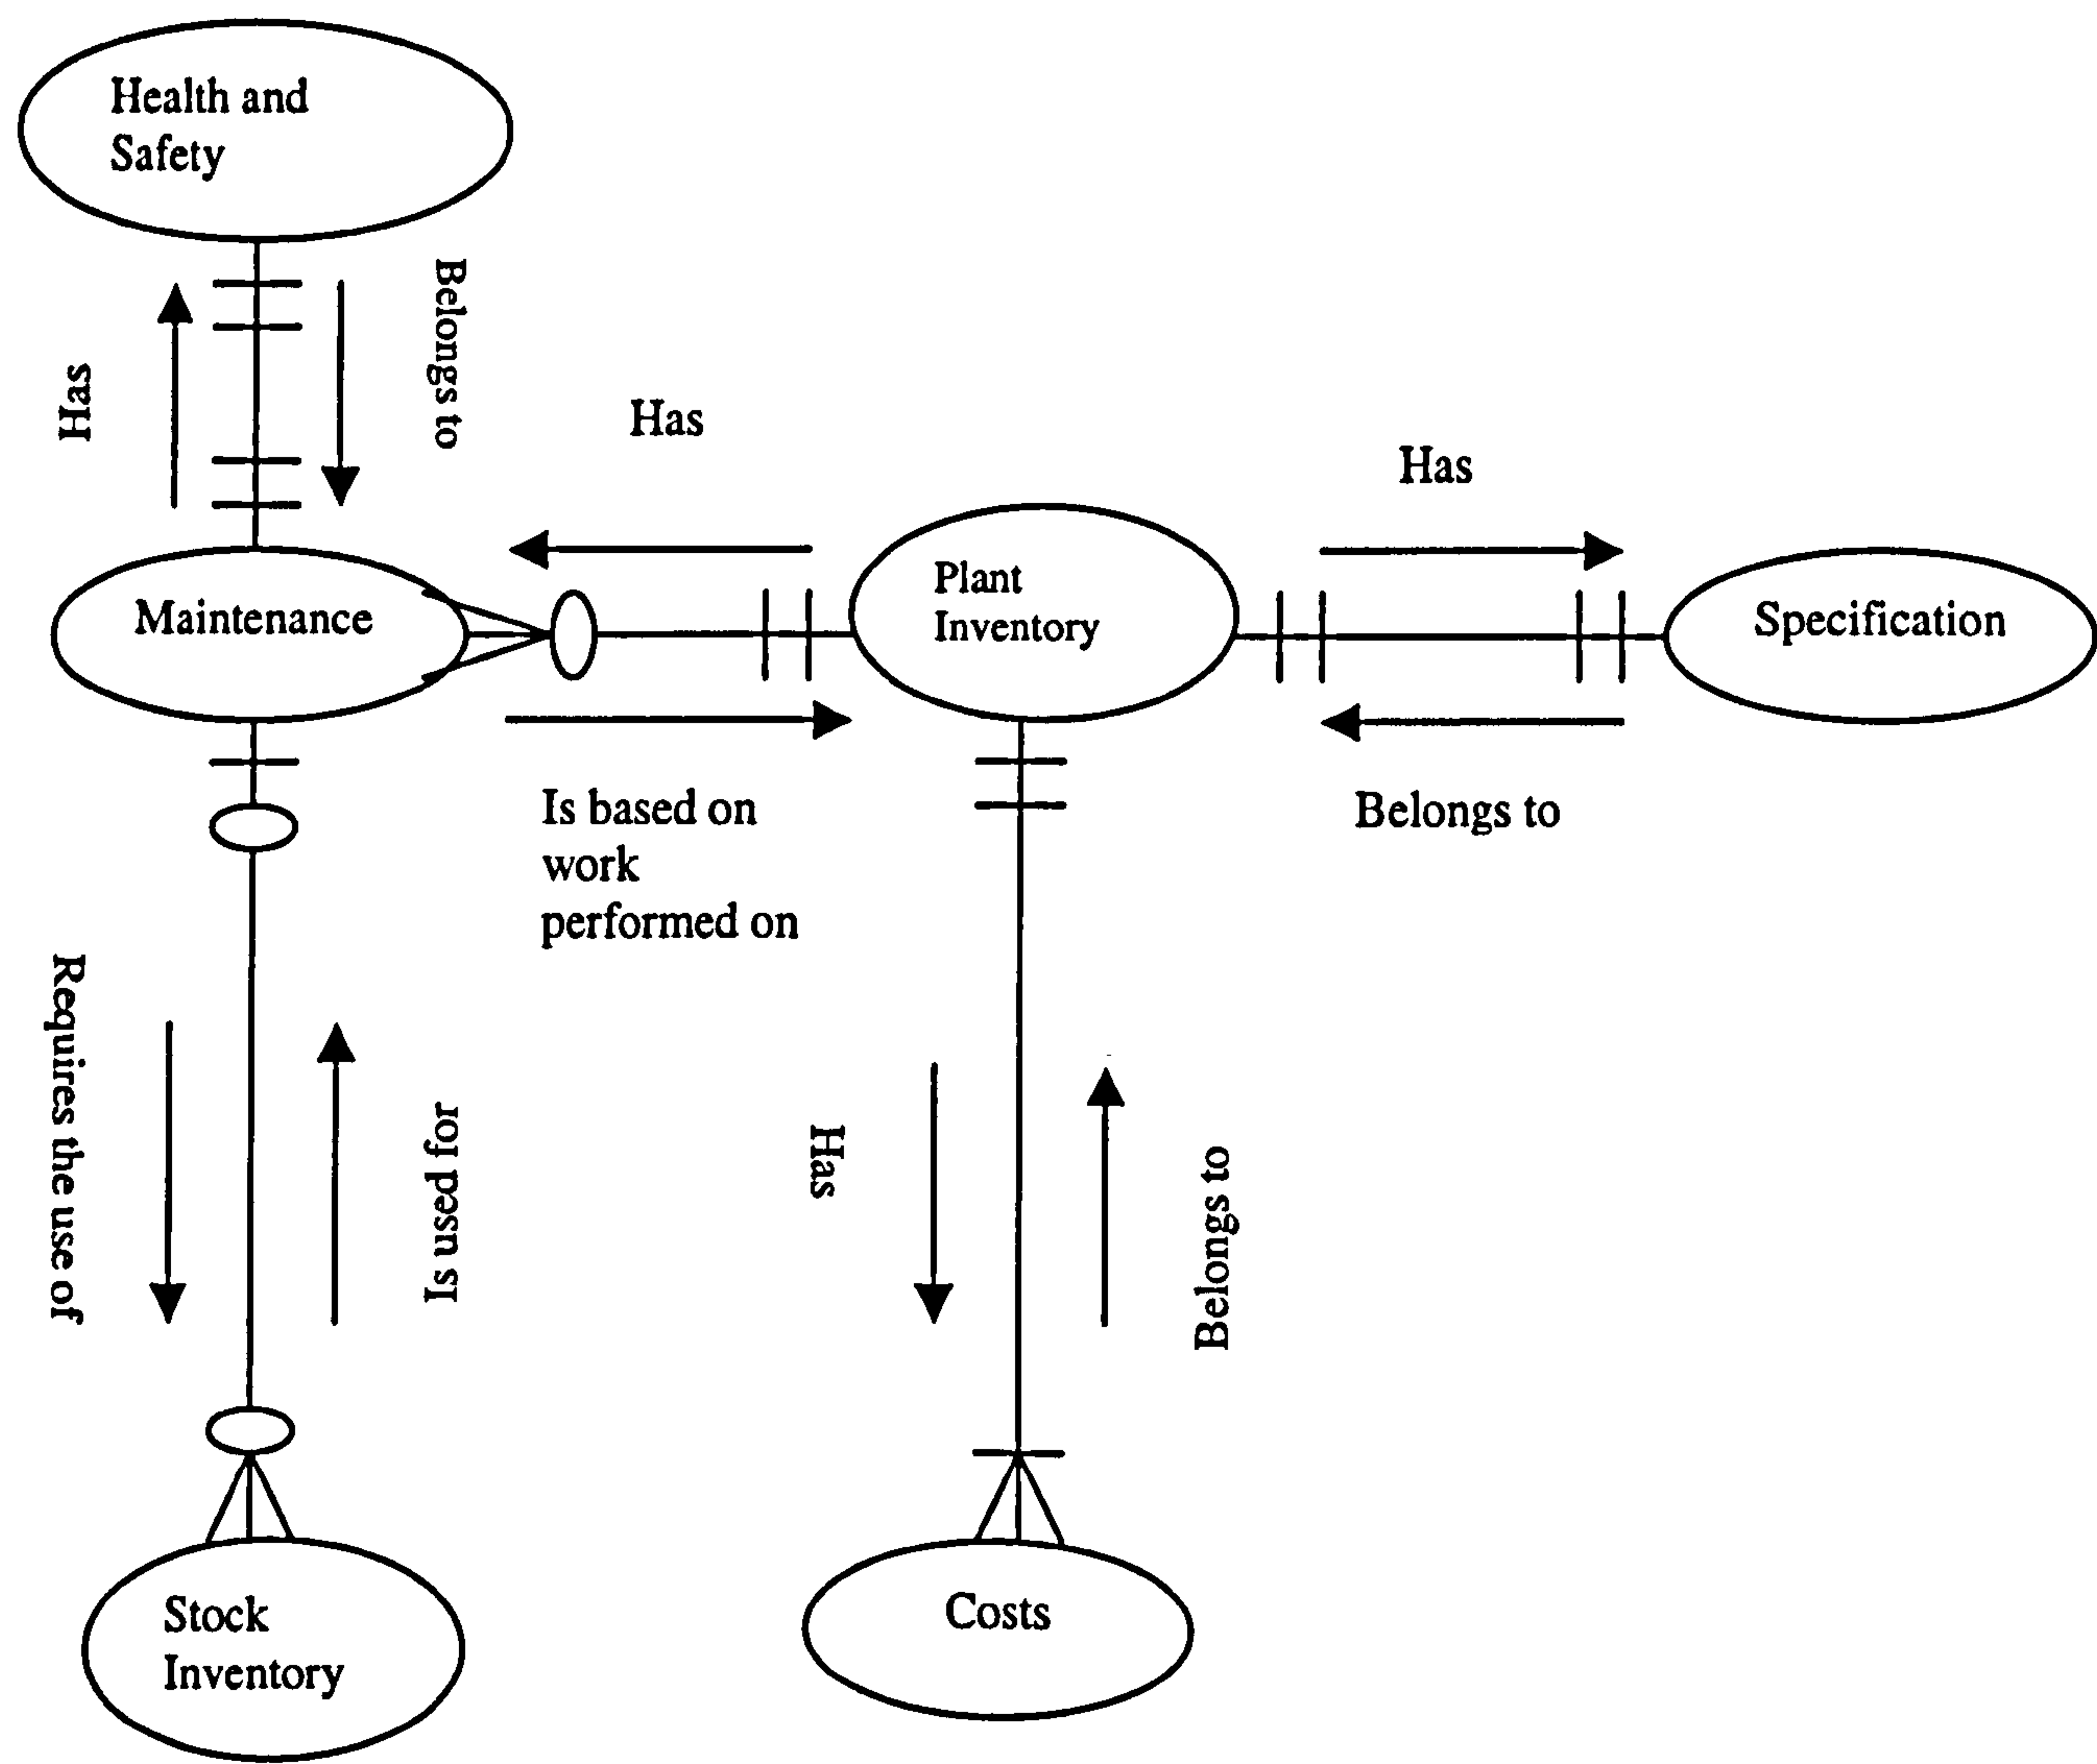 Health and
Safety
Has
Belongs to
Has
Has
Maintenance
Plant
Inventory
Specification
Is based on
work
performed on
Belongs to
Requires the use of
Is used for
Has
Belongs to
Stock
Inventory
Costs